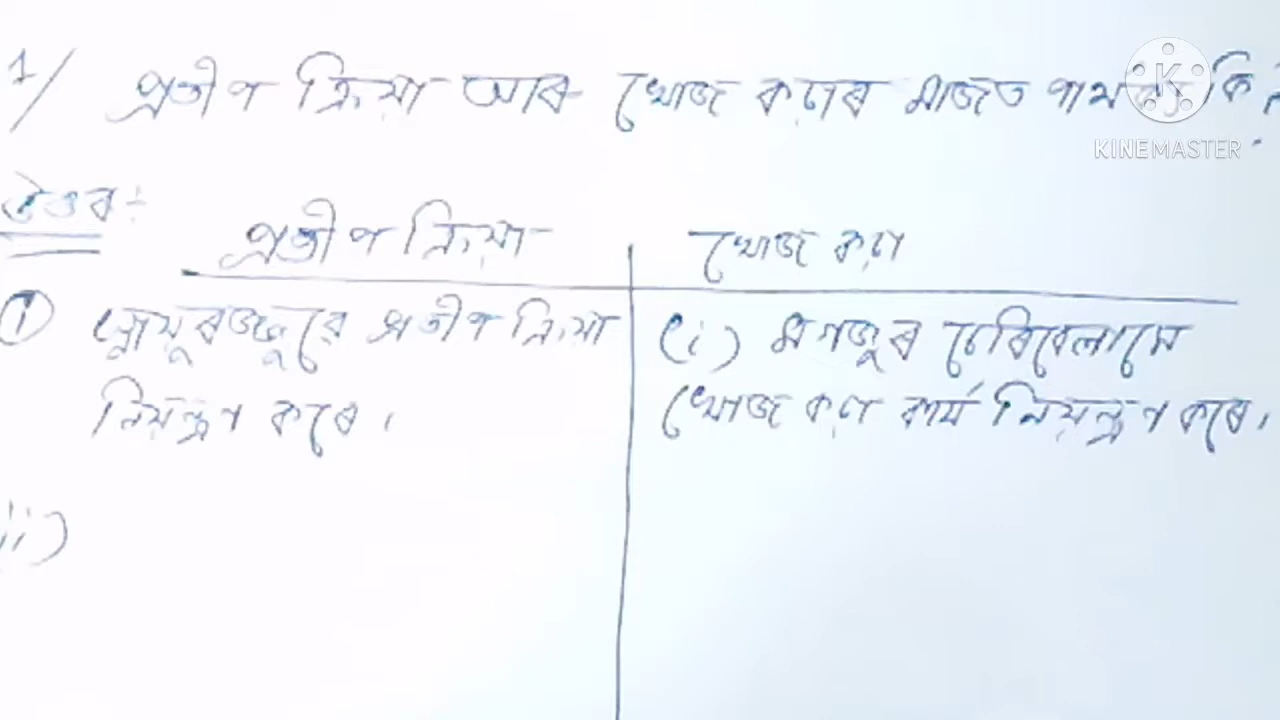 1/ প্ৰতীপ ক্ৰিয়া আৰু খোজ কঢ়াৰ মাজত পাৰ্থক্য কি ?
KINEMASTER
উত্তৰ ÷
প্ৰতীপ ক্ৰিয়া
খোজ কঢ়া
① স্নায়ুৰজ্জুৱে প্ৰতীপ ক্ৰিয়া
নিয়ন্ত্ৰণ কৰে ।
(i) মগজুৰ চেৰিবেলামে
খোজ কঢ়া কাৰ্য নিয়ন্ত্ৰণ কৰে ।
ii)